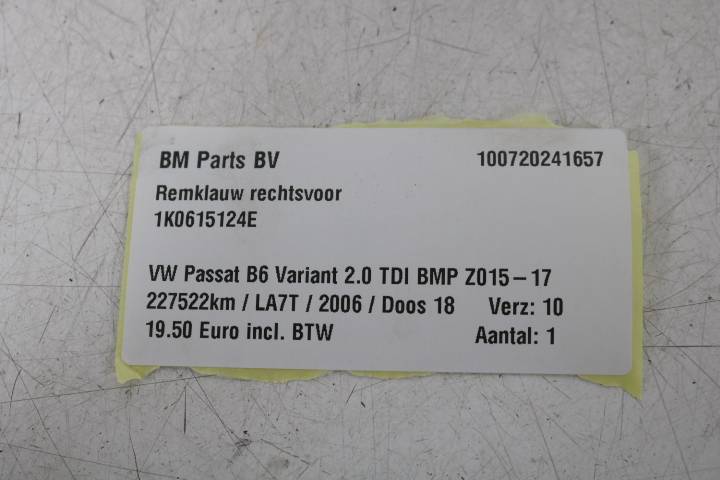 BM Parts BV 100720241657
Remklauw rechtsvoor
1K0615124E
VW Passat B6 Variant 2.0 TDI BMP Z015-17
227522km / LA7T / 2006 / Doos 18 Verz: 10
19.50 Euro incl. BTW Aantal: 1